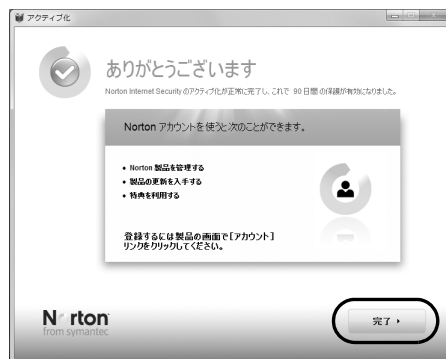 アクティブ化
ありがとうございます
Norton Internet Security のアクティブ化が正常に完了し、これで 90 日間の保護が有効になりました。
Norton アカウントを使うと次のことができます。
• Norton 製品を管理する
• 製品の更新を入手する
• 特典を利用する
登録するには製品の画面で［アカウント］
リンクをクリックしてください。
Norton
from symantec
完了